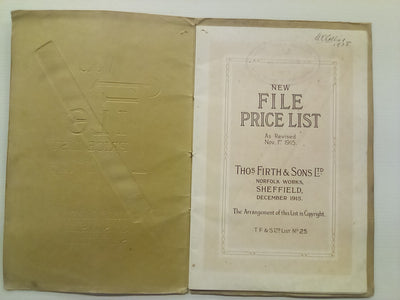 NEW
FILE
PRICE LIST
As Revised
Nov. 1st 1915.
THOS FIRTH & SONS LTD
NORFOLK WORKS,
SHEFFIELD,
DECEMBER 1915.
The Arrangement of this List is Copyright.
T. F & S LTD LIST No 25